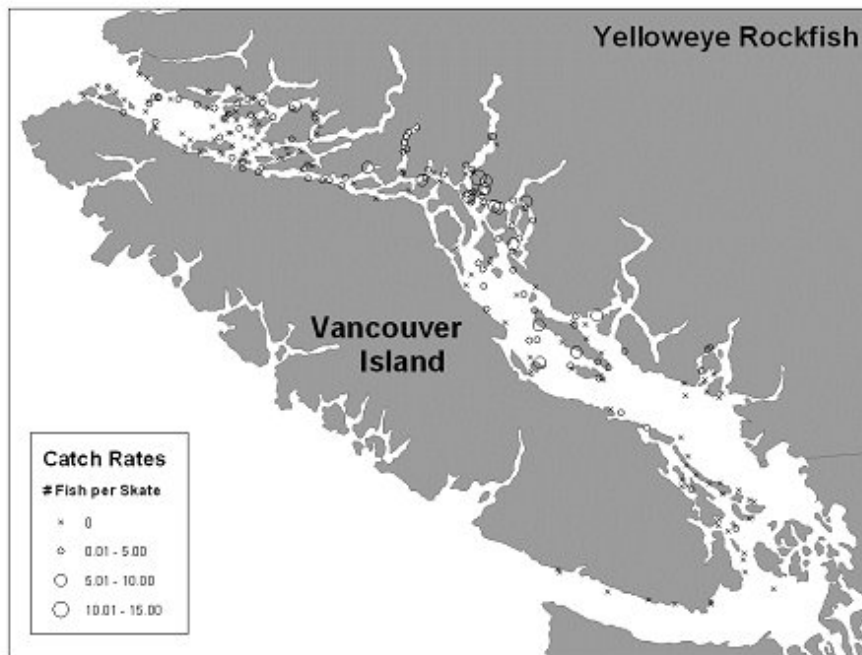 Yelloweye Rockfish
Vancouver
Island
Catch Rates
# Fish per Skate
× 0
0.01 - 5.00
5.01 - 10.00
10.01 - 15.00